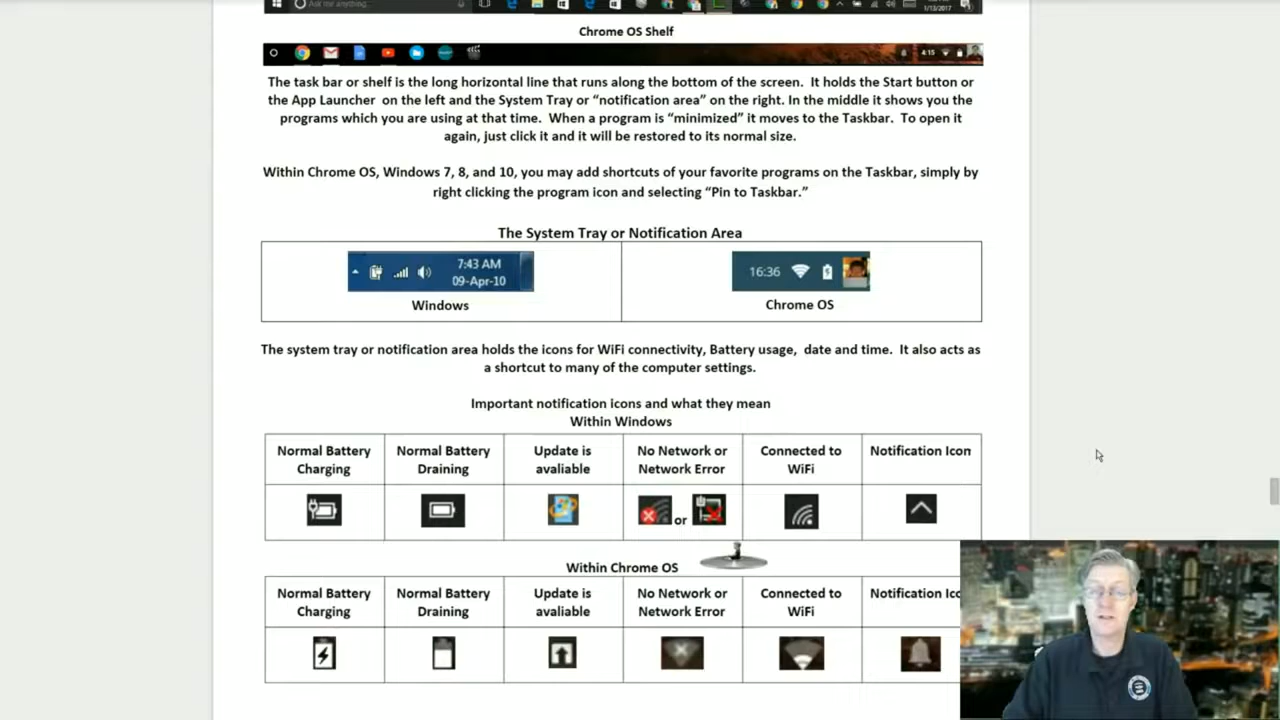 Ask me anything
1/13/2017
Chrome OS Shelf
4:15
The task bar or shelf is the long horizontal line that runs along the bottom of the screen. It holds the Start button or
the App Launcher on the left and the System Tray or “notification area” on the right. In the middle it shows you the
programs which you are using at that time. When a program is “minimized” it moves to the Taskbar. To open it
again, just click it and it will be restored to its normal size.
Within Chrome OS, Windows 7, 8, and 10, you may add shortcuts of your favorite programs on the Taskbar, simply by
right clicking the program icon and selecting “Pin to Taskbar.”
The System Tray or Notification Area
7:43 AM
09-Apr-10
Windows
16:36
Chrome OS
The system tray or notification area holds the icons for WiFi connectivity, Battery usage, date and time. It also acts as
a shortcut to many of the computer settings.
Important notification icons and what they mean
Within Windows
Normal Battery
Charging
Normal Battery
Draining
Update is
avaliable
No Network or
Network Error
Connected to
WiFi
Notification Icon
or
Within Chrome OS
Normal Battery
Charging
Normal Battery
Draining
Update is
avaliable
No Network or
Network Error
Connected to
WiFi
Notification Ic